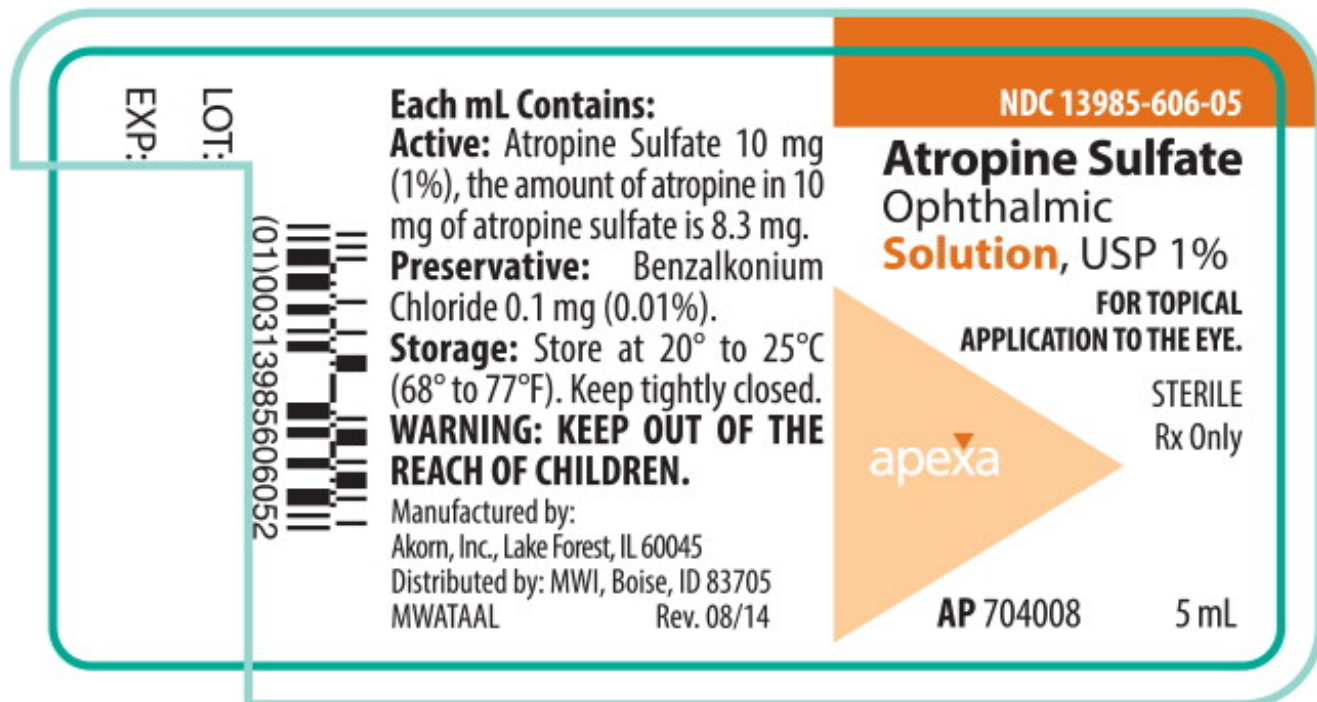 EXP:
LOT:
(01)00313985606052
Each mL Contains:
Active: Atropine Sulfate 10 mg
(1%), the amount of atropine in 10
mg of atropine sulfate is 8.3 mg.
Preservative: Benzalkonium
Chloride 0.1 mg (0.01%).
Storage: Store at 20° to 25°C
(68° to 77°F). Keep tightly closed.
WARNING: KEEP OUT OF THE
REACH OF CHILDREN.
Manufactured by:
Akorn, Inc., Lake Forest, IL 60045
Distributed by: MWI, Boise, ID 83705
MWATAAL Rev. 08/14
NDC 13985-606-05
Atropine Sulfate
Ophthalmic
Solution, USP 1%
FOR TOPICAL
APPLICATION TO THE EYE.
STERILE
Rx Only
apexa
AP 704008 5 mL